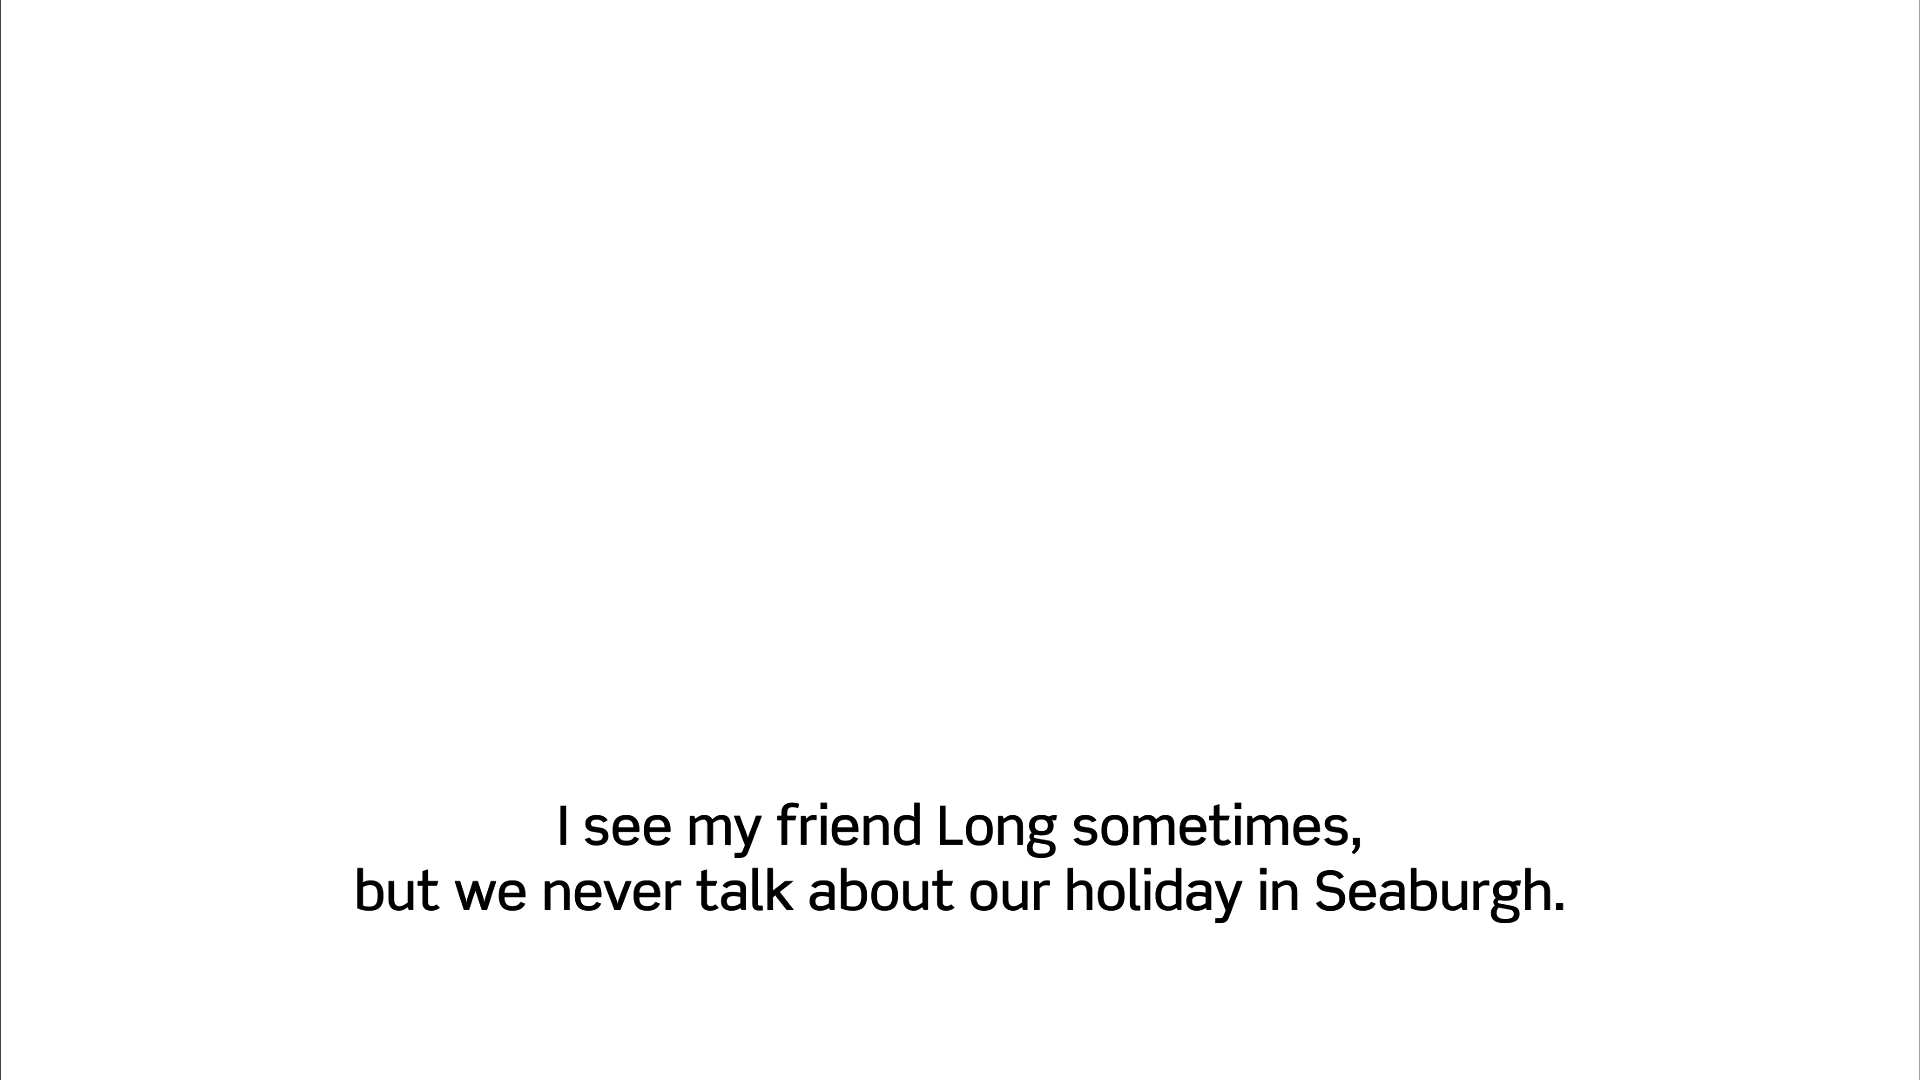 I see my friend Long sometimes,
but we never talk about our holiday in Seaburgh.